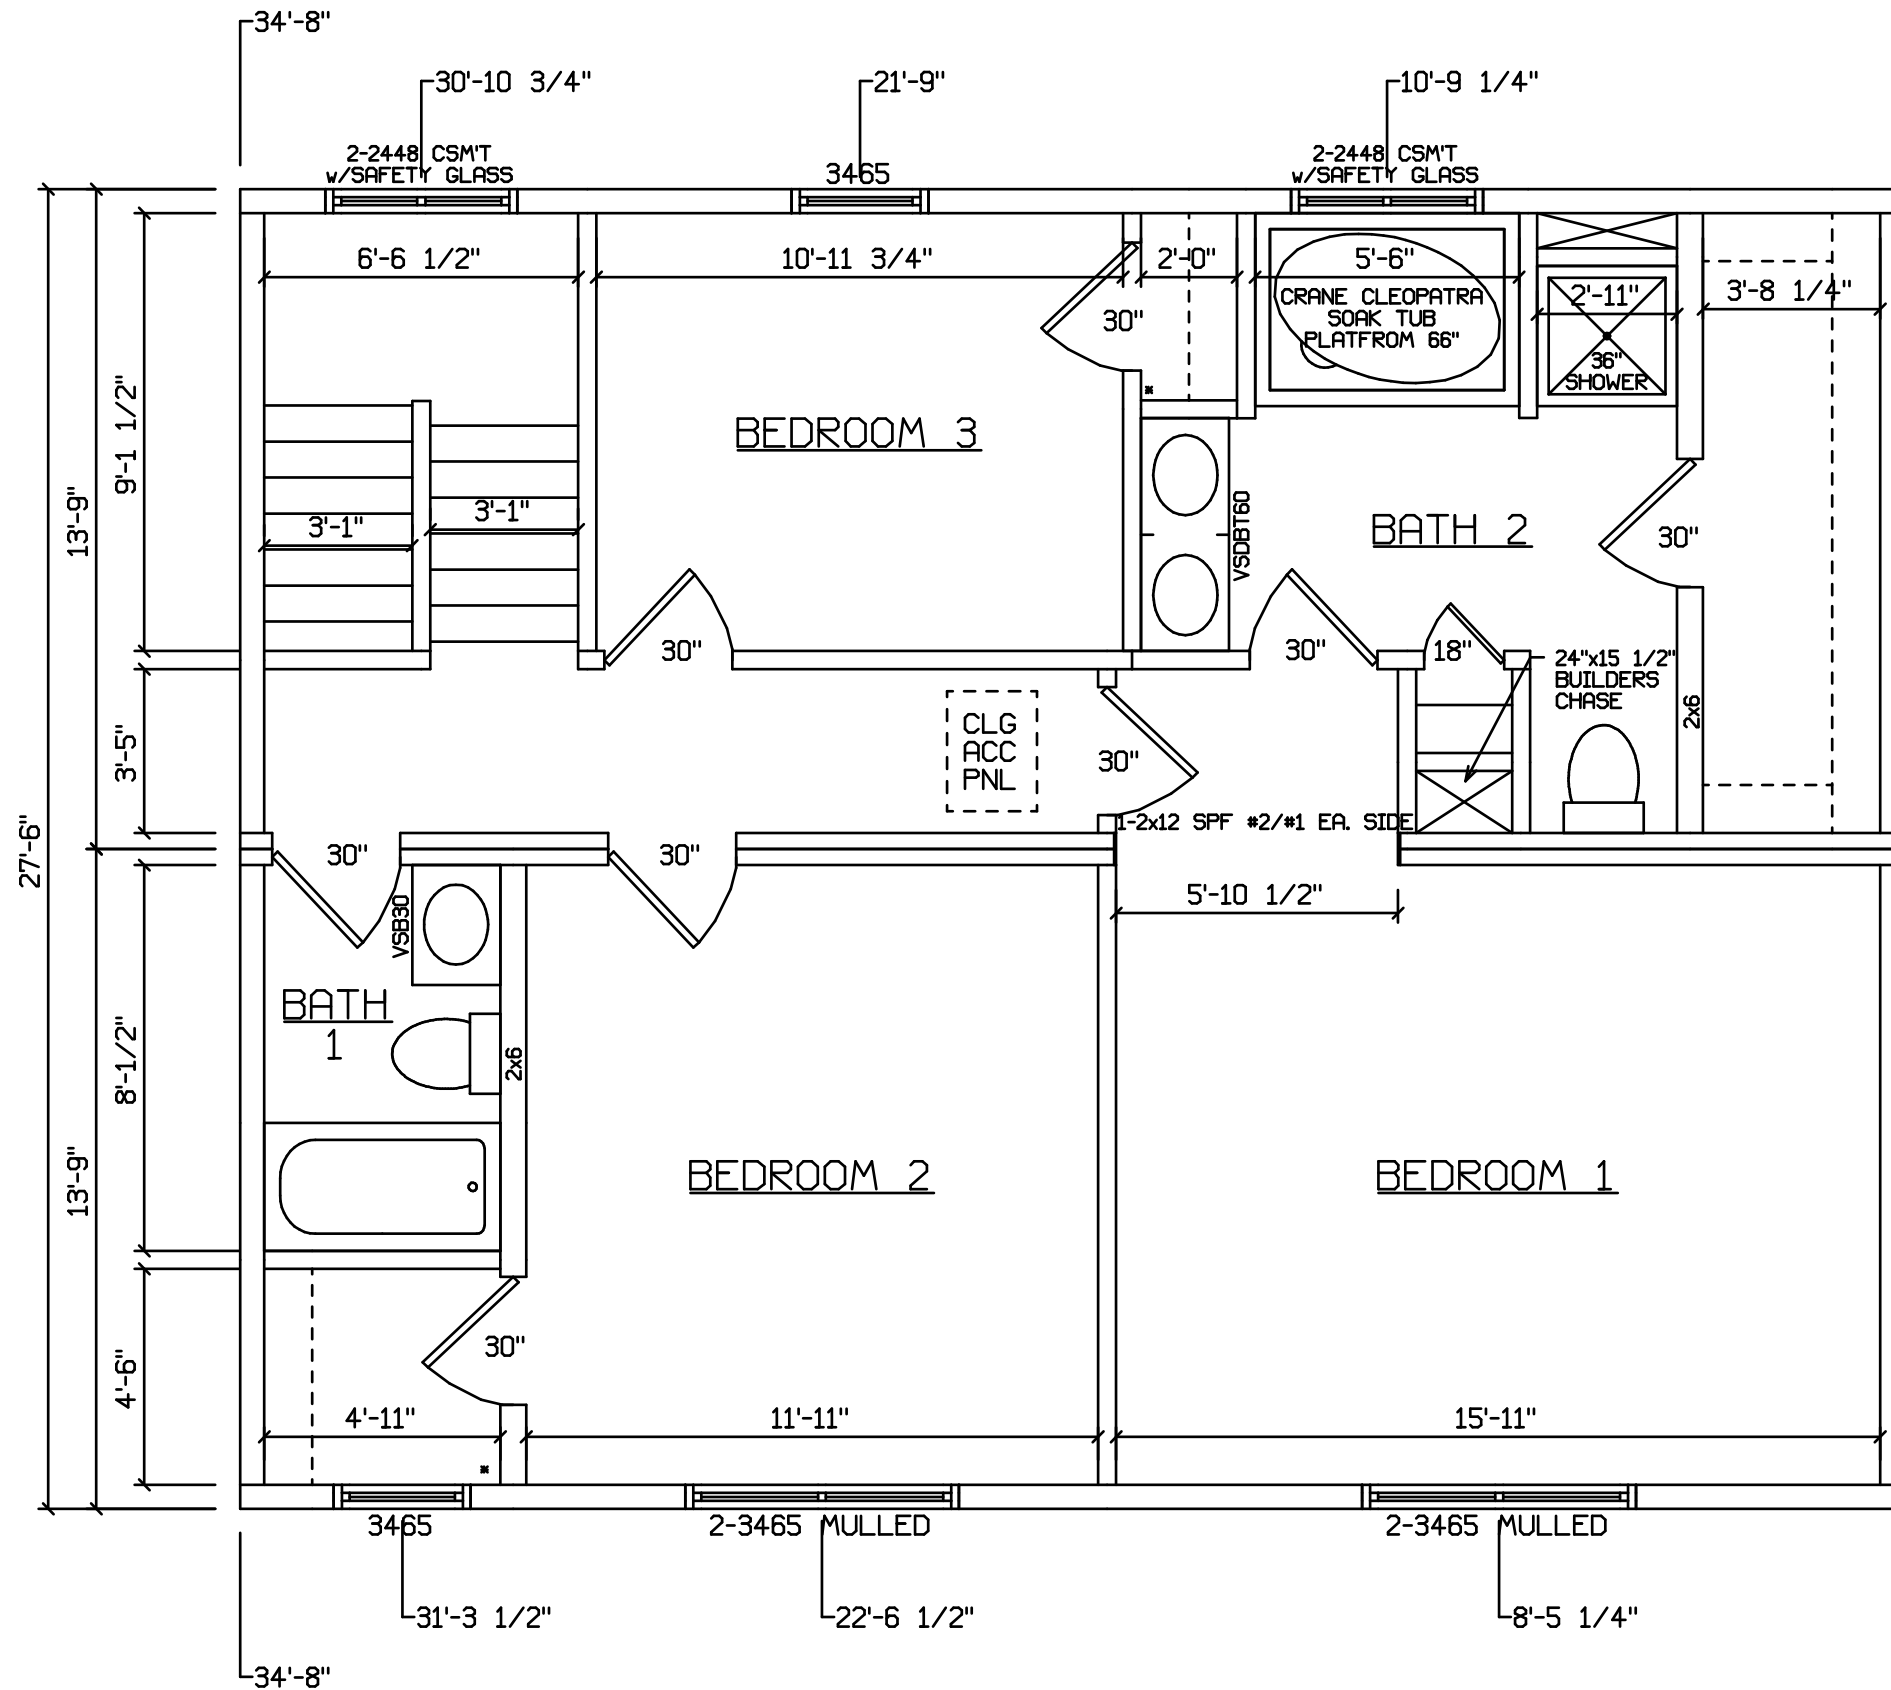 34'-8"
30'-10 3/4"
21'-9"
10'-9 1/4"
2-2448 CSM'T
w/SAFETY GLASS
3465
2-2448 CSM'T
w/SAFETY GLASS
6'-6 1/2"
10'-11 3/4"
2'-0"
5'-6"
2'-11"
3'-8 1/4"
CRANE CLEOPATRA
SOAK TUB
PLATFROM 66"
30"
36"
SHOWER
9'-1 1/2"
BEDROOM 3
13'-9"
3'-1"
3'-1"
VSDBT60
BATH 2
30"
30"
30"
18"
24"x15 1/2"
BUILDERS
CHASE
2x6
3'-5"
CLG
ACC
PNL
30"
1-2x12 SPF #2/#1 EA. SIDE
27'-6"
30"
30"
5'-10 1/2"
VSB30
BATH
1
2x6
8'-1/2"
13'-9"
BEDROOM 2
BEDROOM 1
30"
4'-6"
4'-11"
11'-11"
15'-11"
3465
2-3465 MULLED
2-3465 MULLED
31'-3 1/2"
22'-6 1/2"
8'-5 1/4"
34'-8"